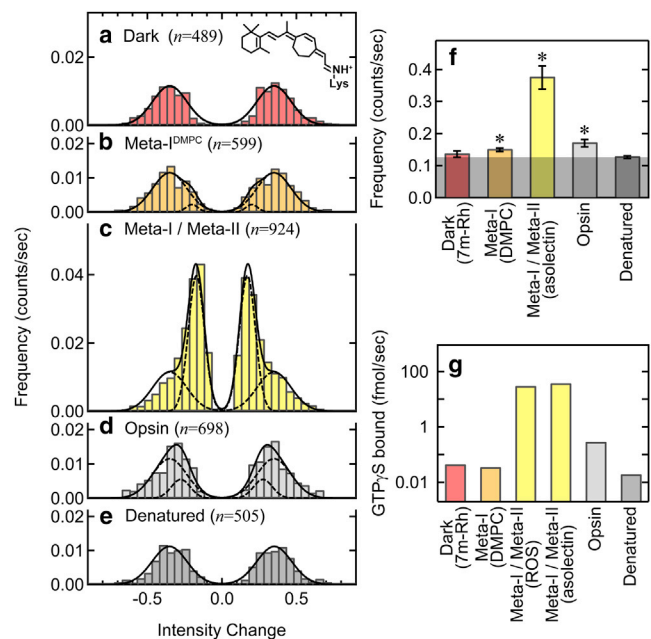 a Dark (n=489)
NH+
Lys
0.02
0.00
b Meta-I^DMPC (n=599)
0.02
0.01
0.00
c Meta-I / Meta-II (n=924)
0.04
0.02
0.00
d Opsin (n=698)
0.02
0.01
0.00
e Denatured (n=505)
0.02
0.01
0.00
-0.5
0.0
0.5
Intensity Change
Frequency (counts/sec)
f
Frequency (counts/sec)
0.4
0.3
0.2
0.1
0.0
*
*
*
Dark
(7m-Rh)
Meta-I
(DMPC)
Meta-I / Meta-II
(asolectin)
Opsin
Denatured
g
GTPγS bound (fmol/sec)
100
1
0.01
Dark
(7m-Rh)
Meta-I
(DMPC)
Meta-I / Meta-II
(ROS)
Meta-I / Meta-II
(asolectin)
Opsin
Denatured